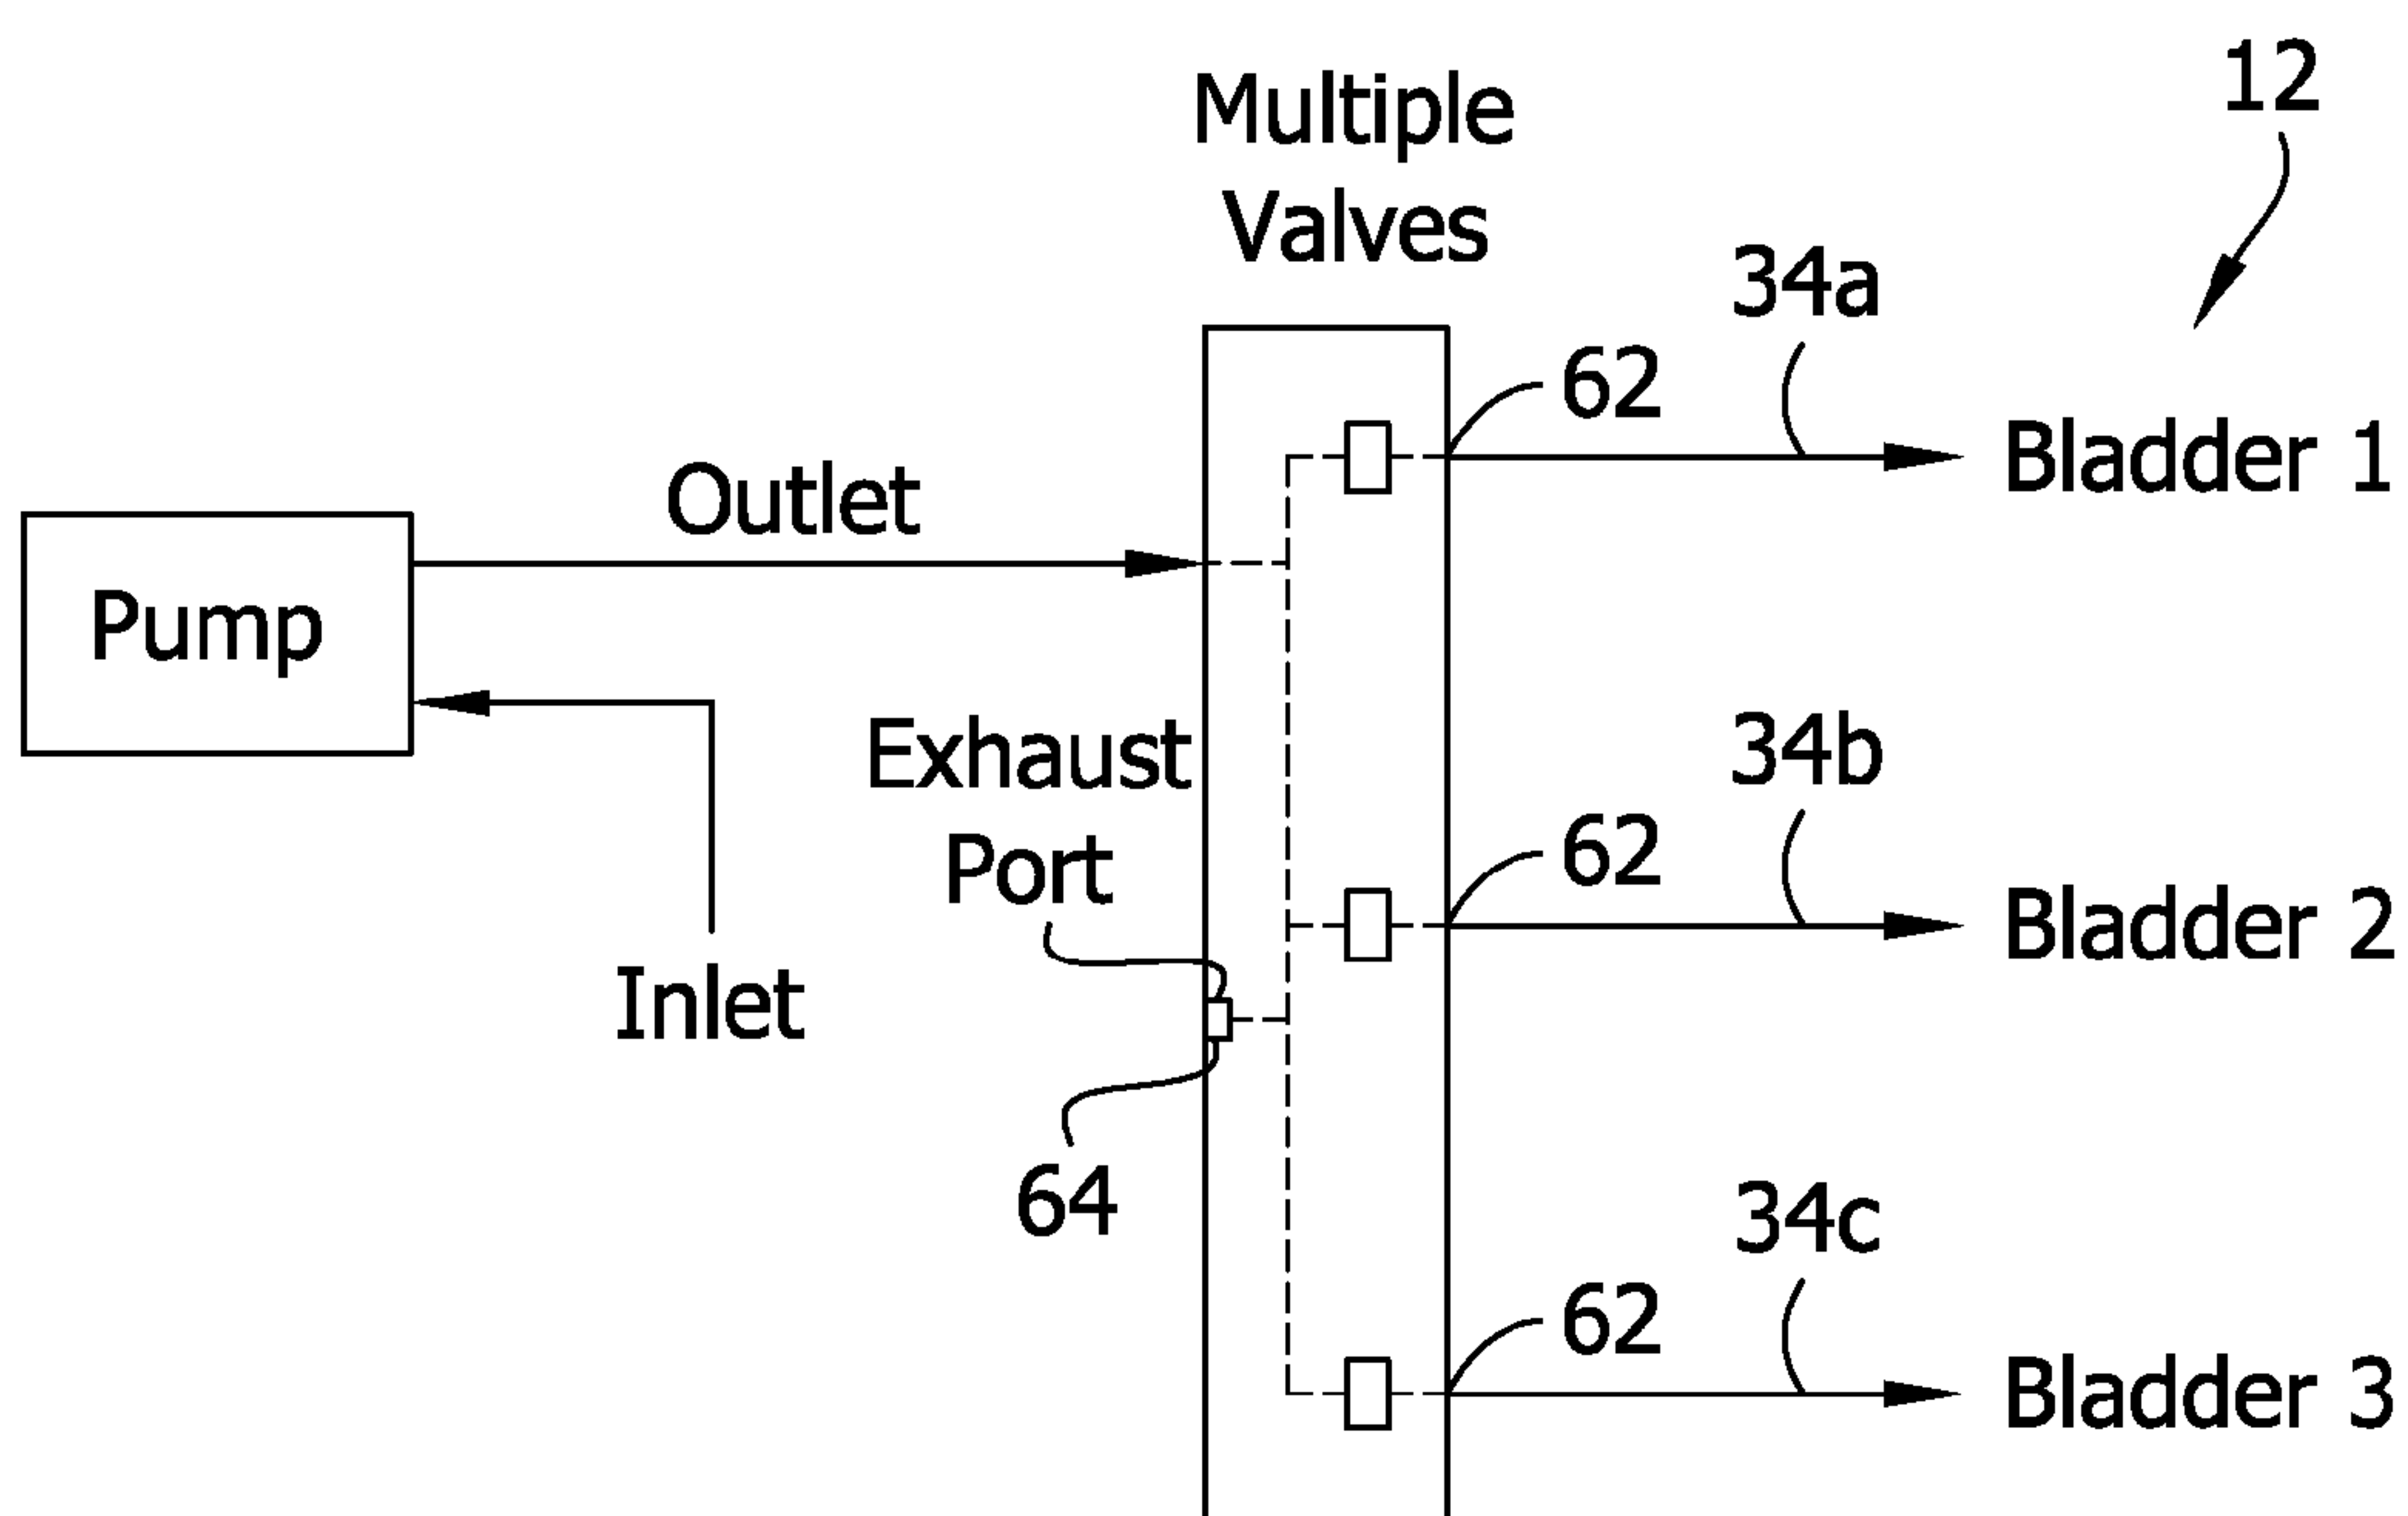 12
Multiple
Valves
34a
62
Bladder 1
Outlet
Pump
Exhaust
Port
34b
62
Bladder 2
Inlet
64
34c
62
Bladder 3